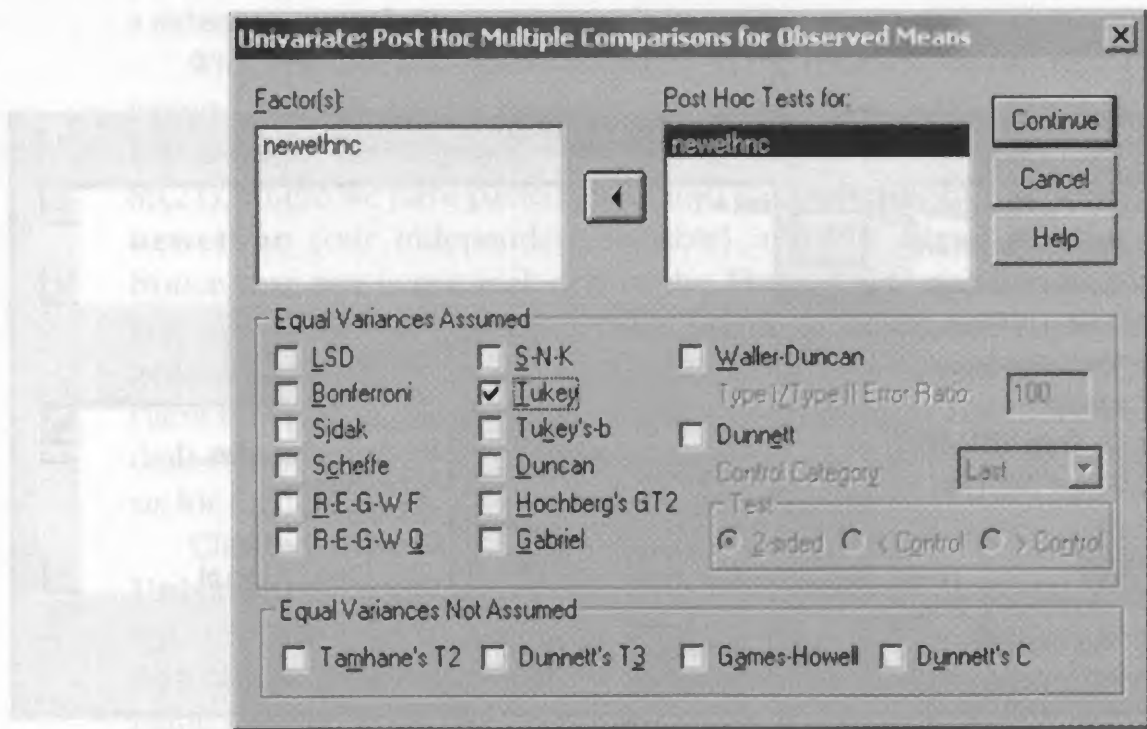 Univariate: Post Hoc Multiple Comparisons for Observed Means
Factor(s):
newethnc
Post Hoc Tests for:
newethnc
Continue
Cancel
Help
Equal Variances Assumed
LSD
Bonferroni
Sidak
Scheffe
R-E-G-W F
R-E-G-W Q
S-N-K
Tukey
Tukey's-b
Duncan
Hochberg's GT2
Gabriel
Waller-Duncan
Type I/Type II Error Ratio: 100
Dunnett
Control Category: Last
Test
2-sided < Control > Control
Equal Variances Not Assumed
Tamhane's T2 Dunnett's T3 Games-Howell Dunnett's C